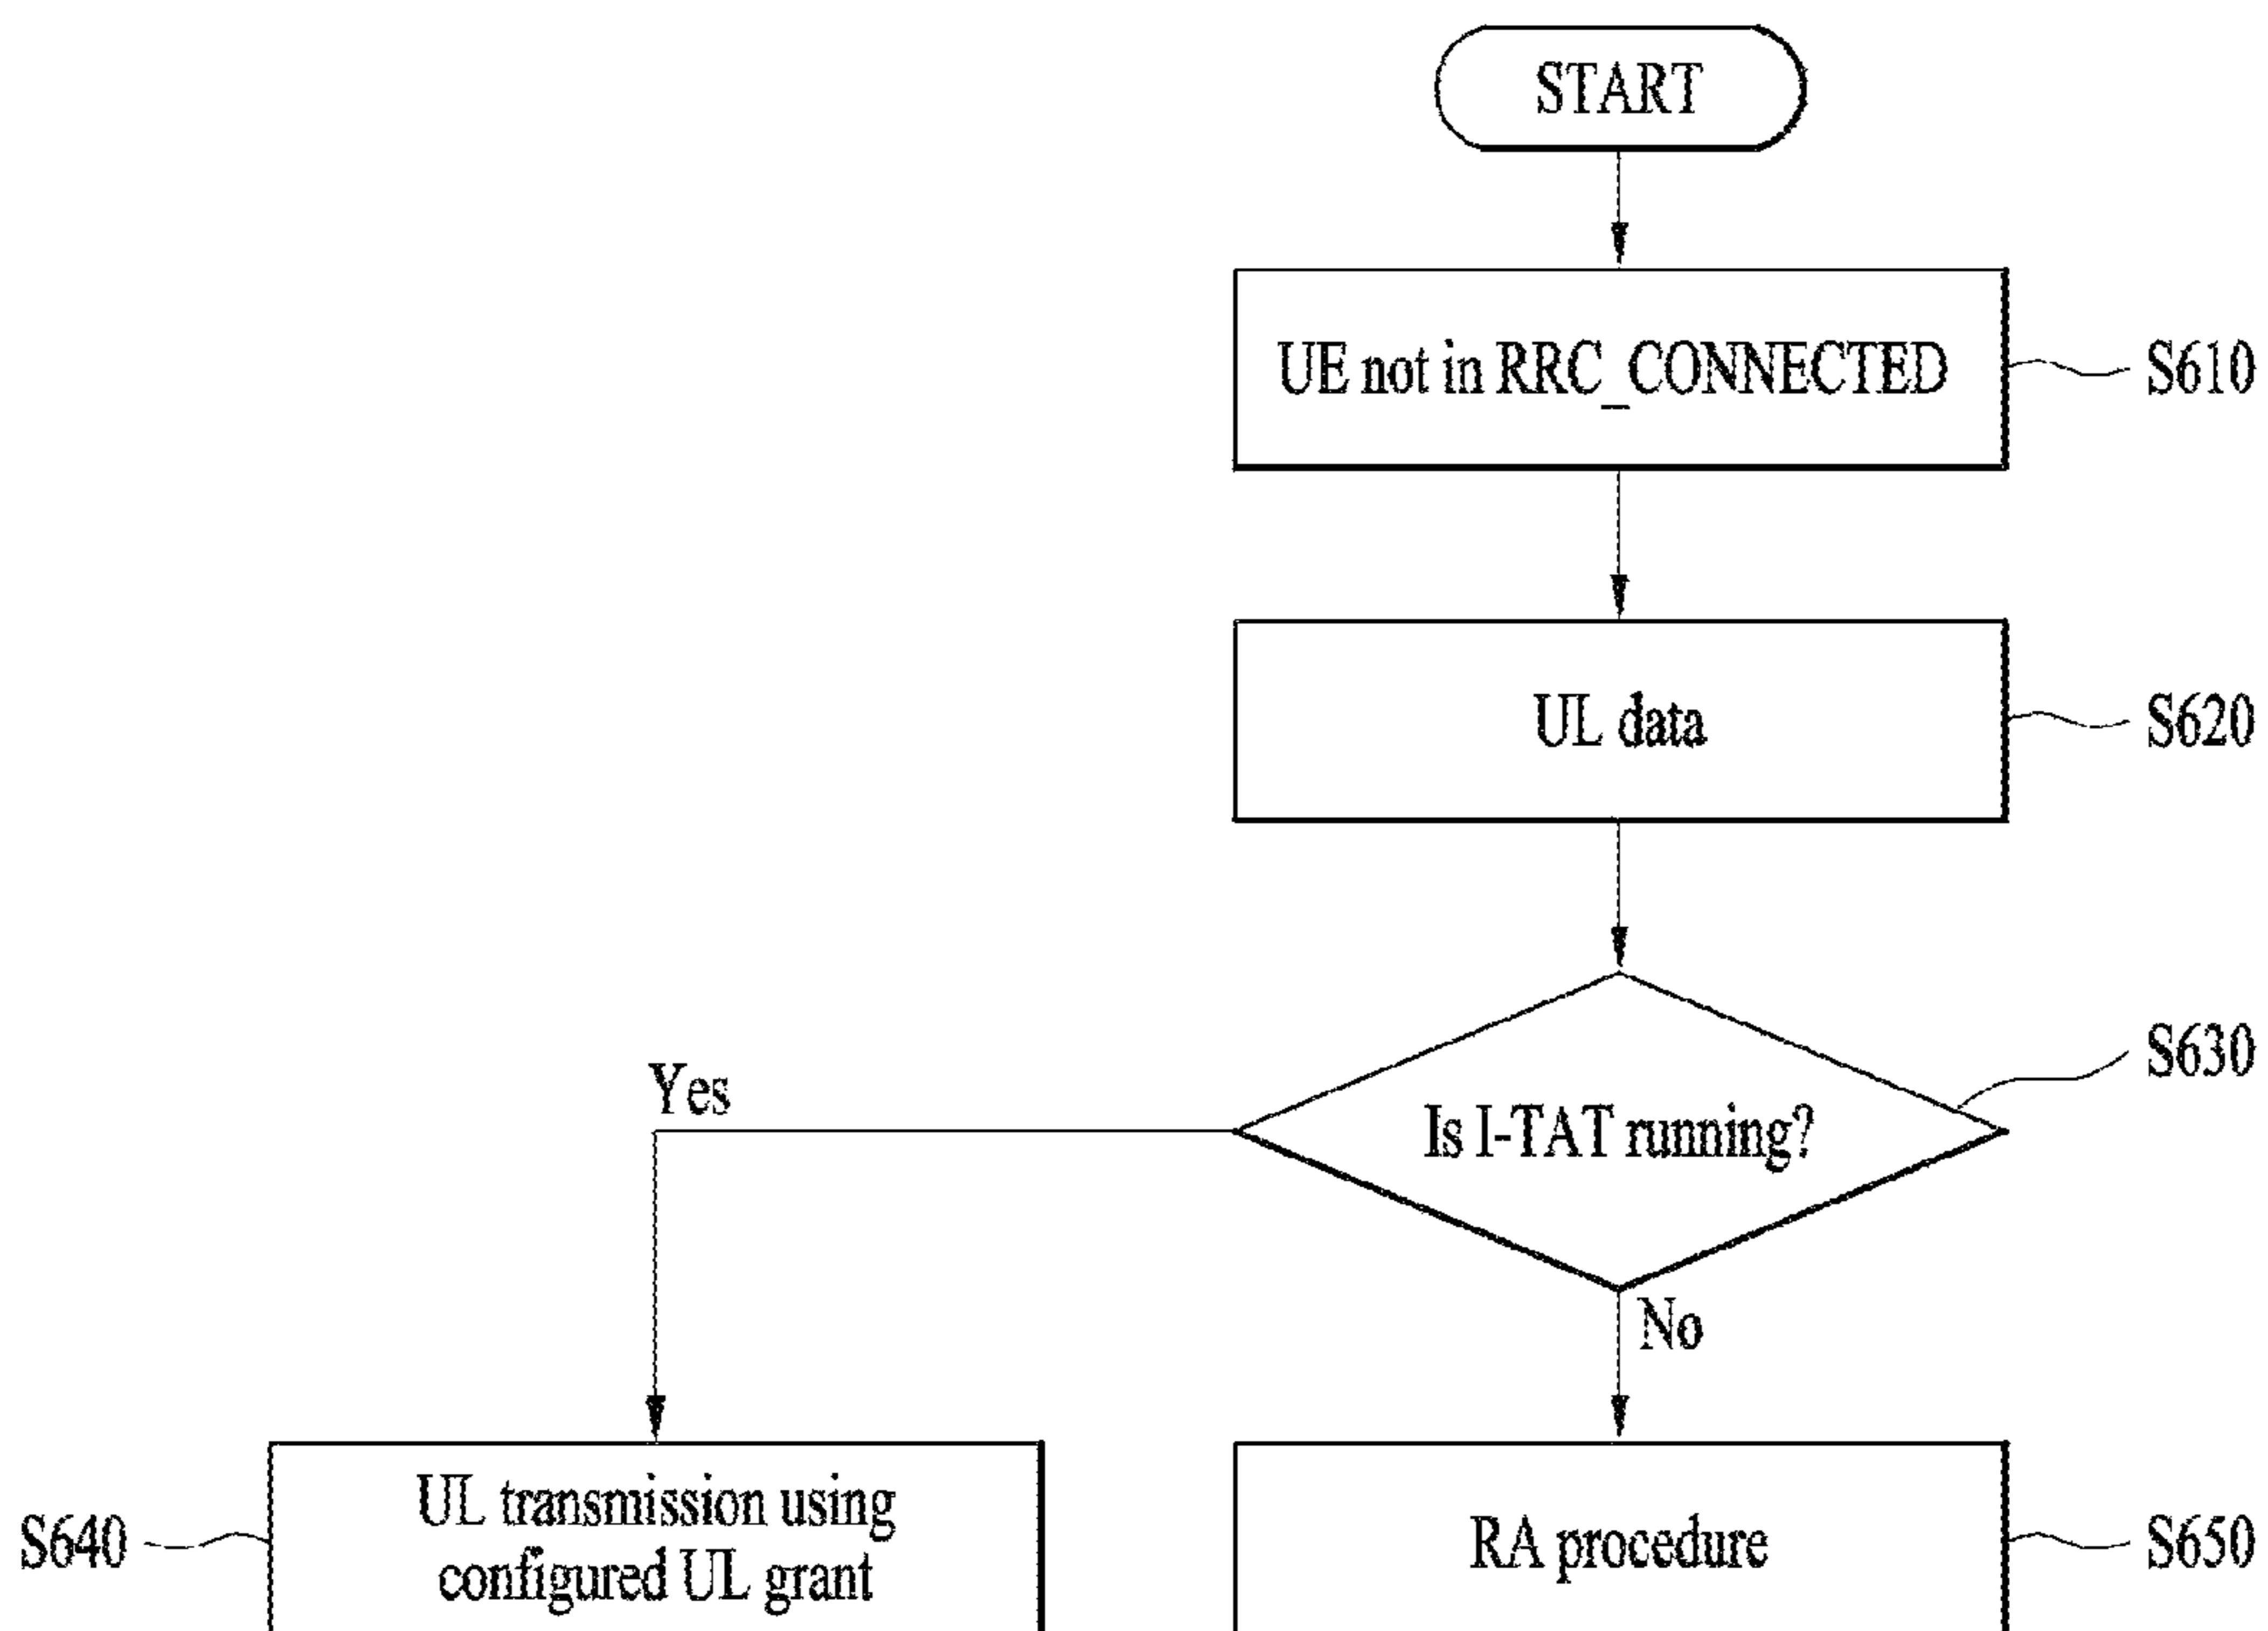 START
UE not in RRC_CONNECTED
S610
UL data
S620
Is I-TAT running?
S630
Yes
No
UL transmission using
configured UL grant
S640
RA procedure
S650